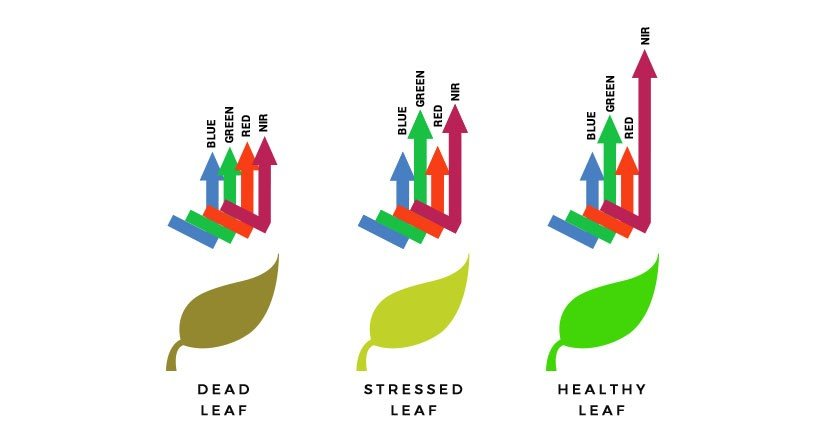 BLUE
GREEN
RED
NIR
BLUE
GREEN
RED
NIR
BLUE
GREEN
RED
NIR
DEAD
LEAF
STRESSED
LEAF
HEALTHY
LEAF